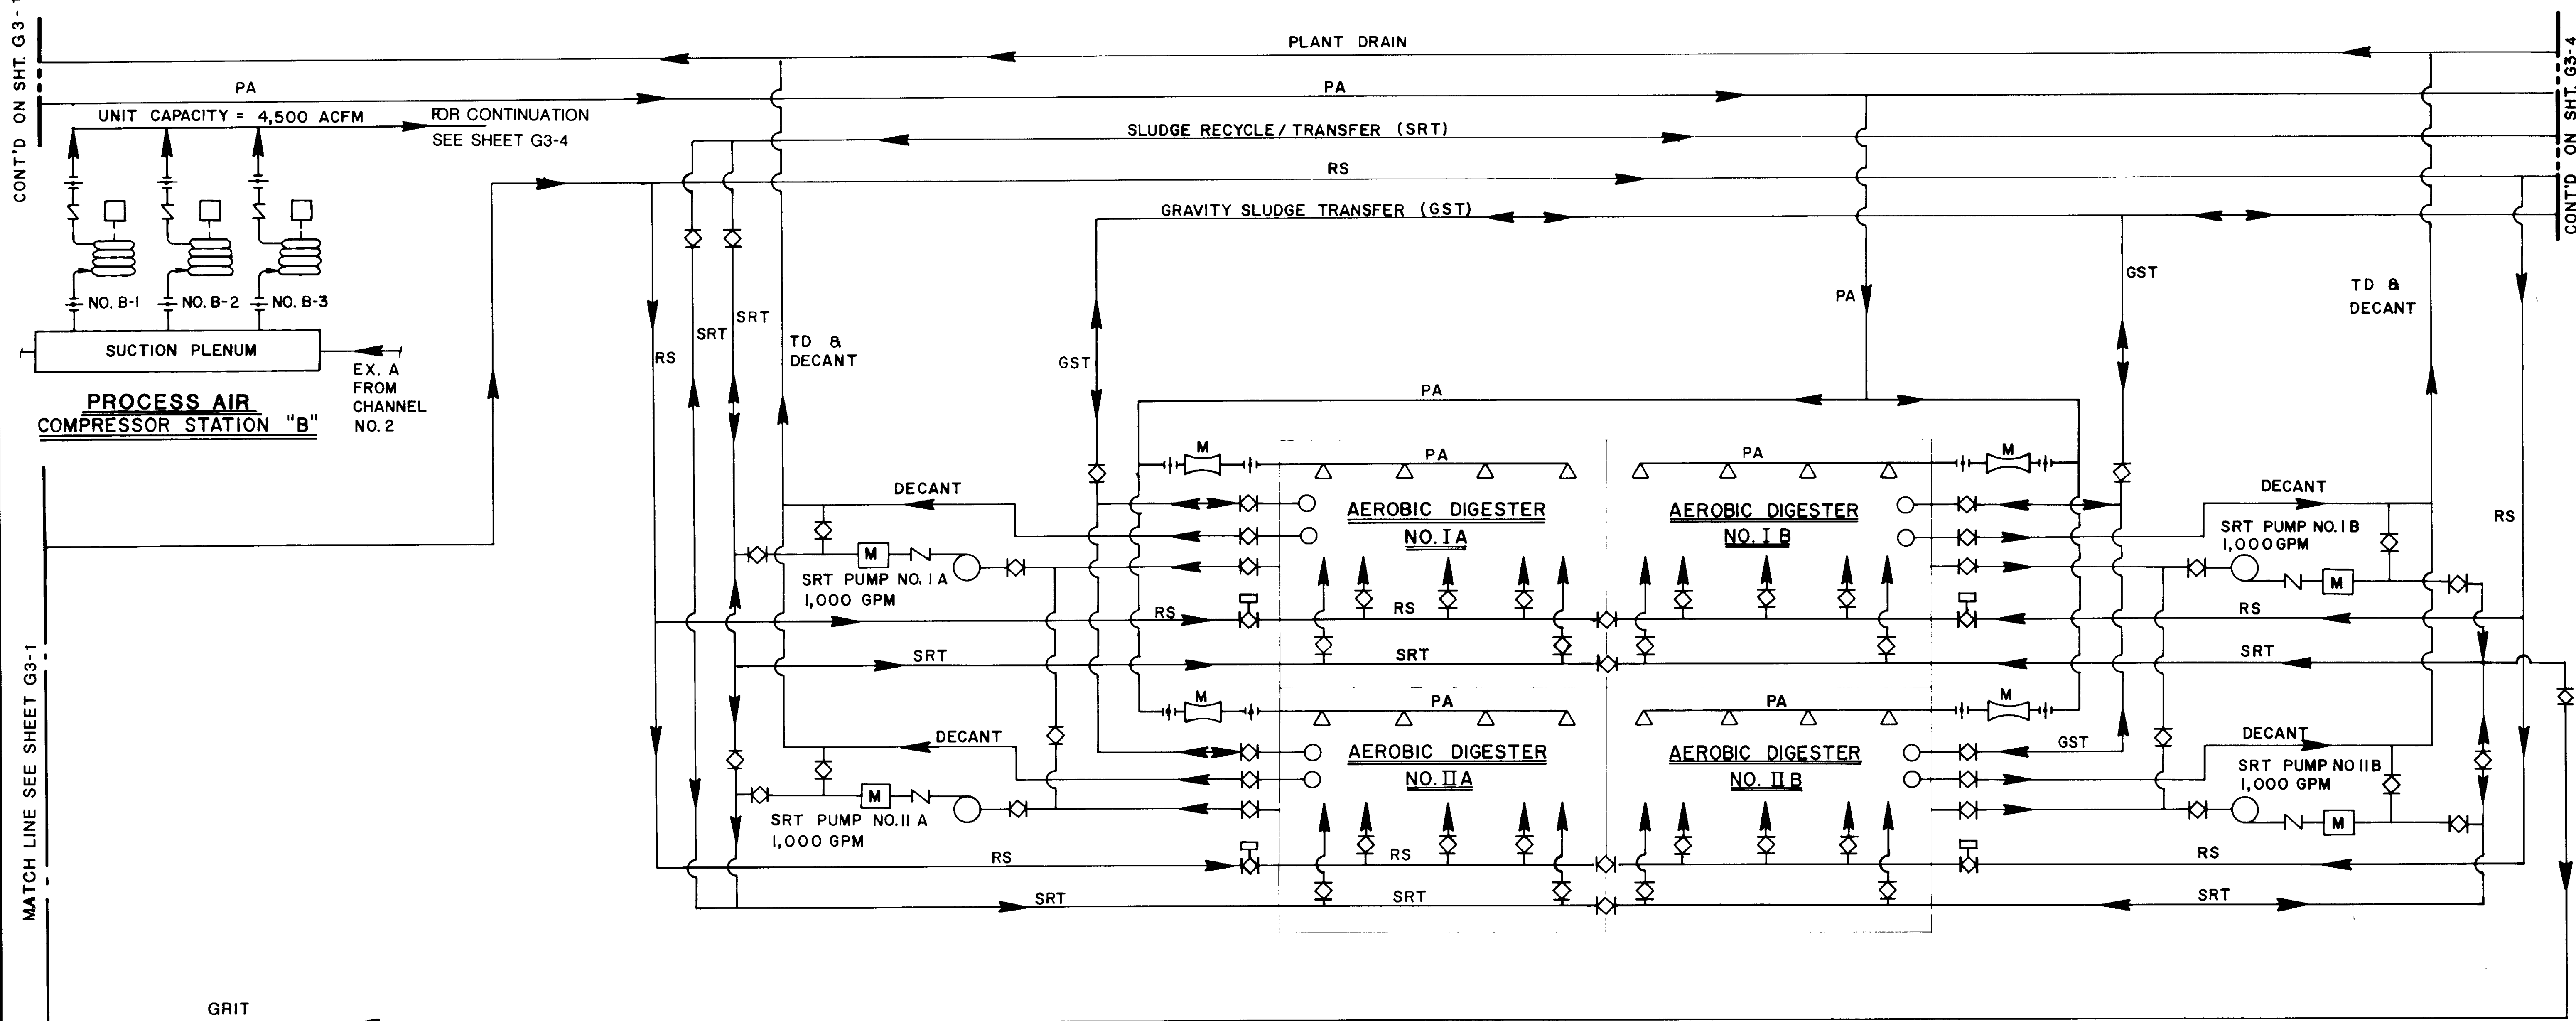 CONT'D ON SHT. G3-1
PLANT DRAIN
CONT'D ON SHT. G3-4
PA
PA
UNIT CAPACITY = 4,500 ACFM
FOR CONTINUATION
SEE SHEET G3-4
SLUDGE RECYCLE/TRANSFER (SRT)
RS
GRAVITY SLUDGE TRANSFER (GST)
NO. B-1
NO. B-2
NO. B-3
SUCTION PLENUM
EX. A
FROM
CHANNEL
NO. 2
PROCESS AIR
COMPRESSOR STATION "B"
RS
SRT
SRT
TD &
DECANT
GST
PA
GST
TD &
DECANT
RS
PA
M
PA
PA
M
DECANT
AEROBIC DIGESTER
NO. I A
AEROBIC DIGESTER
NO. I B
DECANT
M
SRT PUMP NO. I A
1,000 GPM
SRT PUMP NO. I B
1,000 GPM
M
RS
RS
RS
SRT
SRT
SRT
MATCH LINE SEE SHEET G3-1
M
PA
PA
M
DECANT
AEROBIC DIGESTER
NO. II A
AEROBIC DIGESTER
NO. II B
GST
DECANT
M
SRT PUMP NO. II A
1,000 GPM
SRT PUMP NO II B
1,000 GPM
M
RS
RS
RS
SRT
SRT
SRT
GRIT